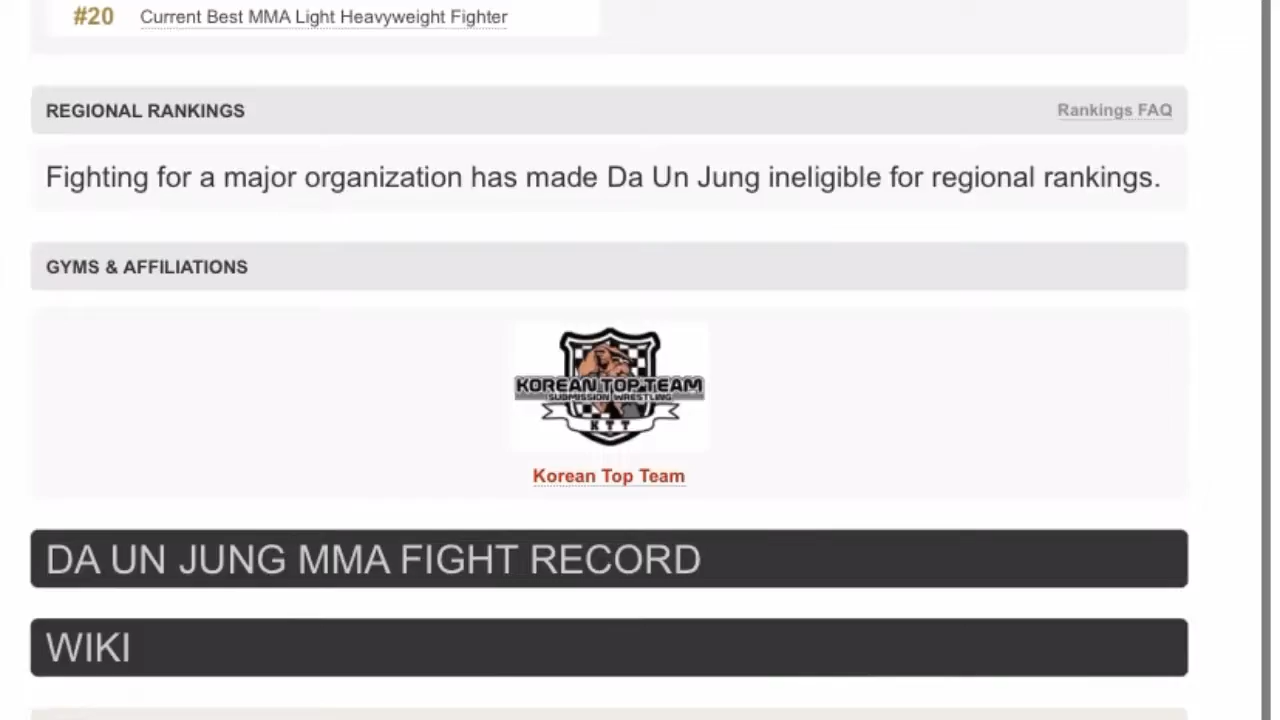 #20 Current Best MMA Light Heavyweight Fighter
REGIONAL RANKINGS Rankings FAQ
Fighting for a major organization has made Da Un Jung ineligible for regional rankings.
GYMS & AFFILIATIONS
KOREAN TOP TEAM
SUBMISSION WRESTLING
KTT
Korean Top Team
DA UN JUNG MMA FIGHT RECORD
WIKI